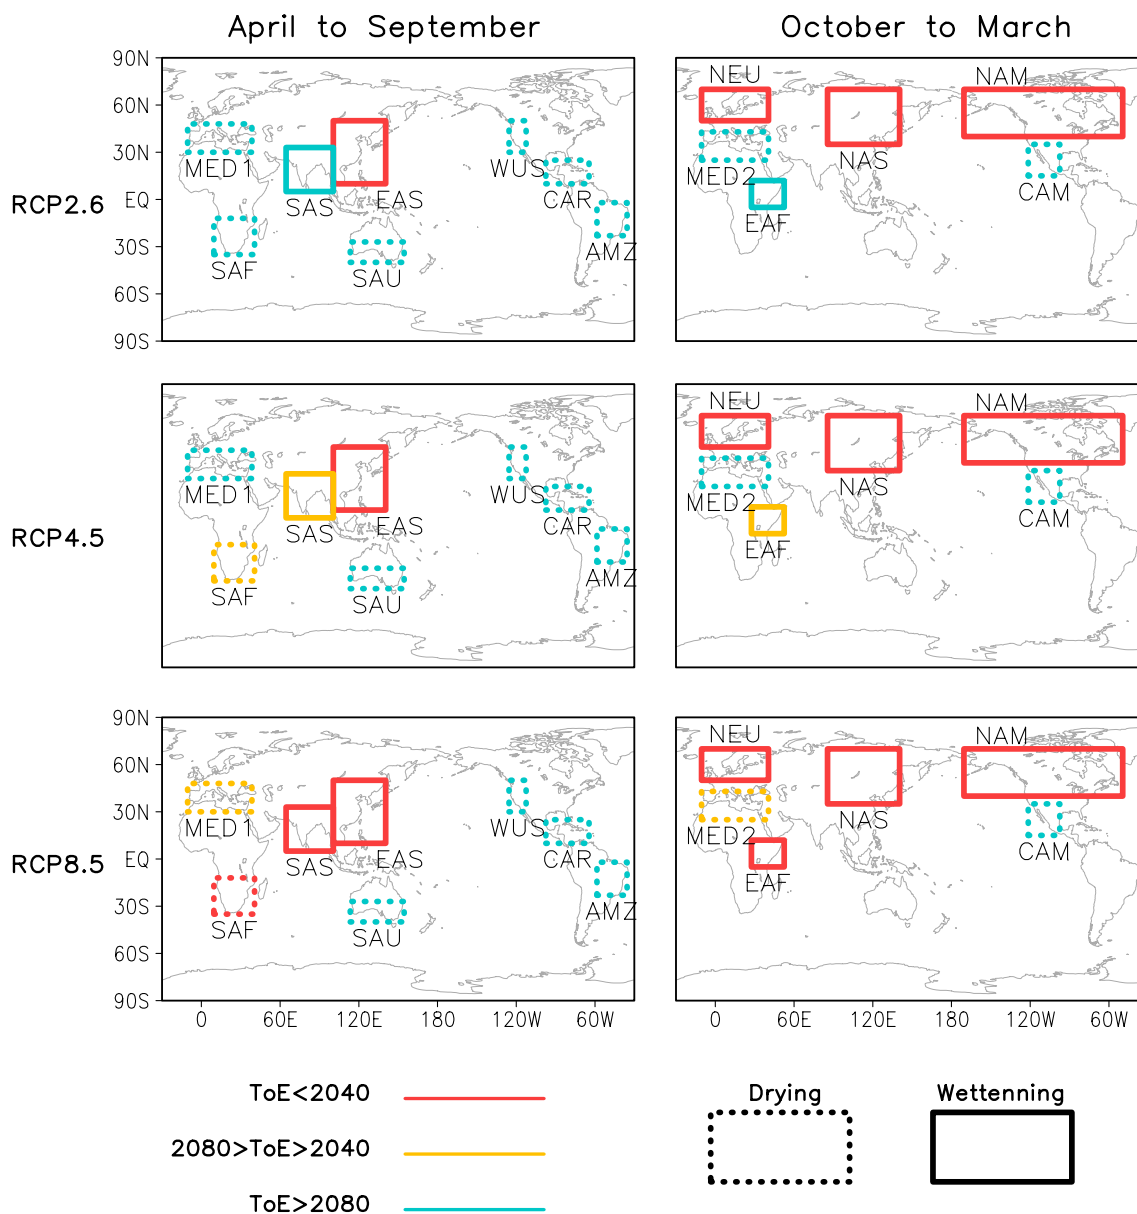 April to September
October to March
90N
60N
30N
EQ
30S
60S
90S
RCP2.6
MED1
SAS
EAS
SAF
SAU
WUS
CAR
AMZ
NEU
NAS
NAM
MED2
EAF
CAM
RCP4.5
MED1
SAS
EAS
SAF
SAU
WUS
CAR
AMZ
NEU
NAS
NAM
MED2
EAF
CAM
90N
60N
30N
EQ
30S
60S
90S
RCP8.5
MED1
SAS
EAS
SAF
SAU
WUS
CAR
AMZ
NEU
NAS
NAM
MED2
EAF
CAM
0 60E 120E 180 120W 60W
0 60E 120E 180 120W 60W
ToE<2040
2080>ToE>2040
ToE>2080
Drying
Wettenning